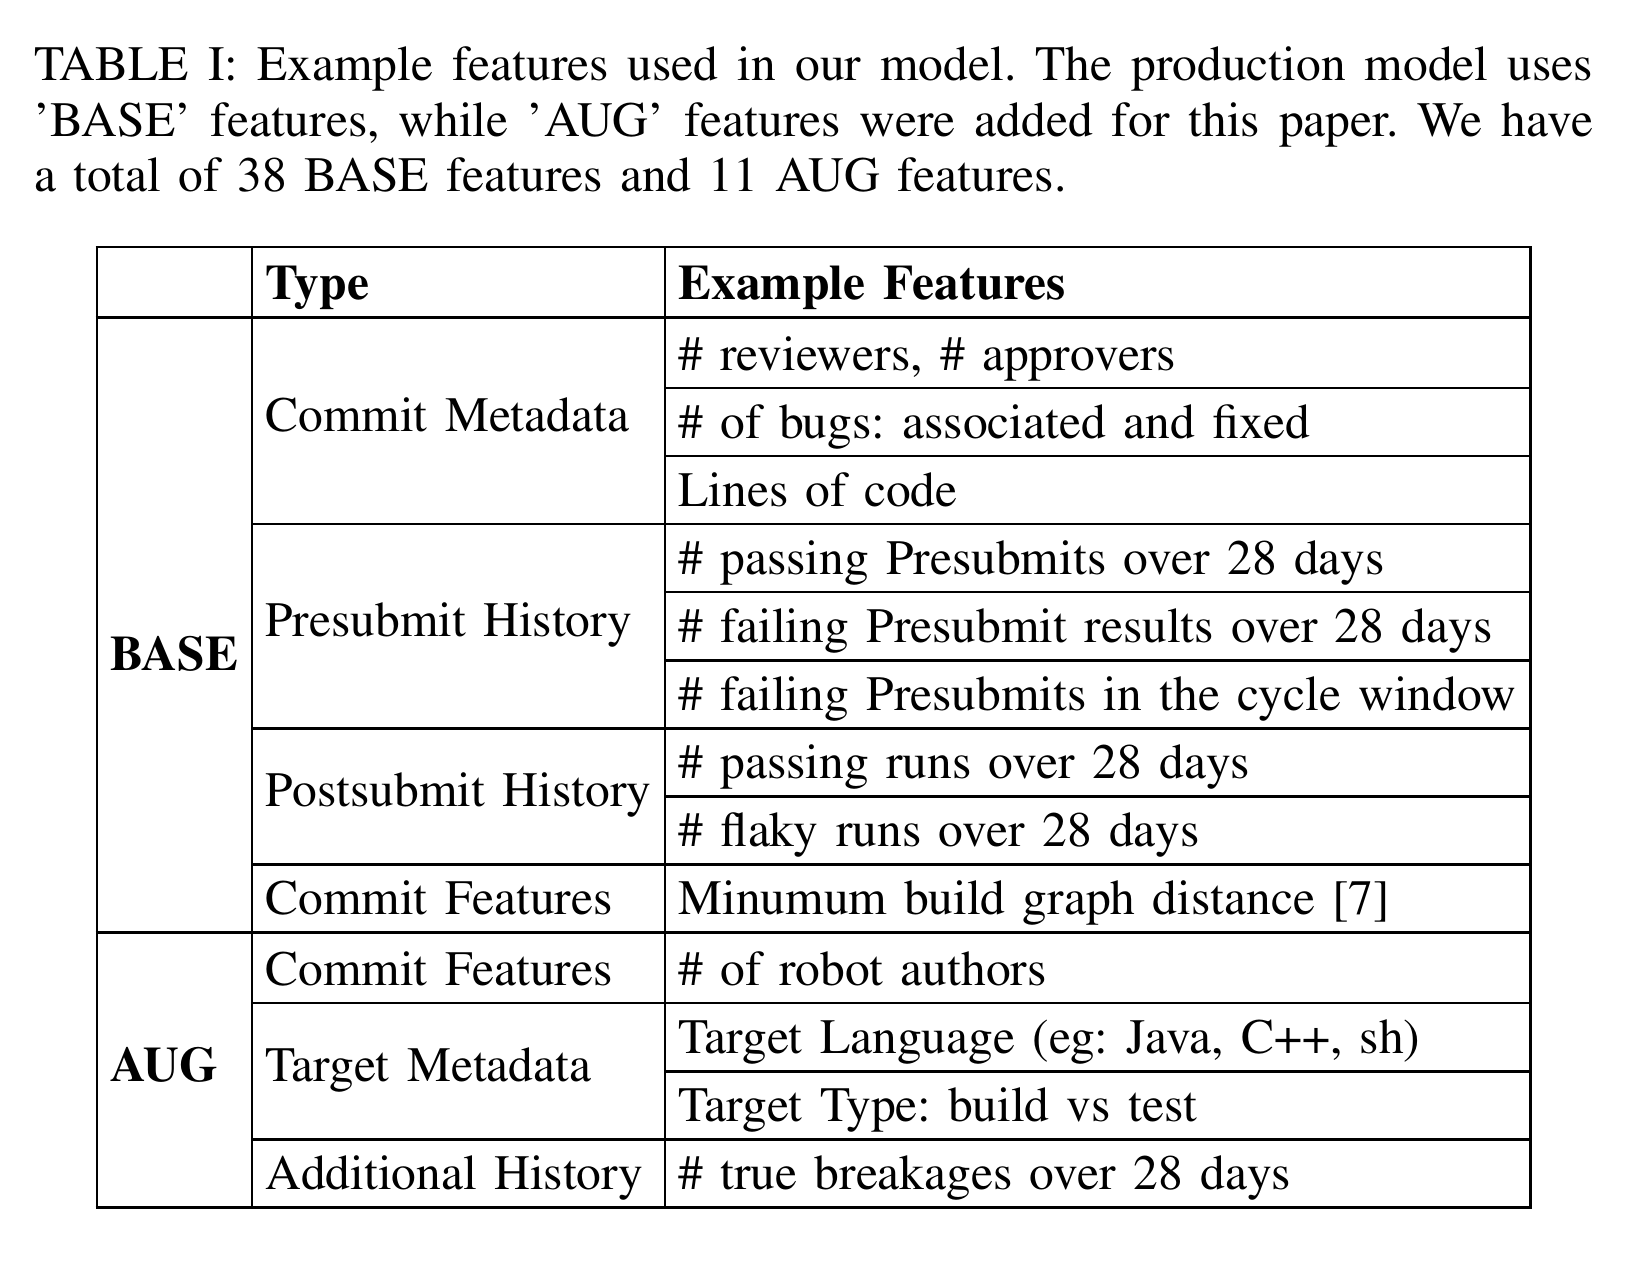 TABLE I: Example features used in our model. The production model uses
’BASE’ features, while ’AUG’ features were added for this paper. We have
a total of 38 BASE features and 11 AUG features.
Type Example Features
BASE
Commit Metadata
# reviewers, # approvers
# of bugs: associated and fixed
Lines of code
Presubmit History
# passing Presubmits over 28 days
# failing Presubmit results over 28 days
# failing Presubmits in the cycle window
Postsubmit History
# passing runs over 28 days
# flaky runs over 28 days
Commit Features Minumum build graph distance [7]
AUG
Commit Features # of robot authors
Target Metadata
Target Language (eg: Java, C++, sh)
Target Type: build vs test
Additional History # true breakages over 28 days